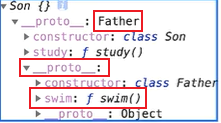 ▾ Son {}
▾ __proto__: Father
▸ constructor: class Son
▸ study: ƒ study()
▾ __proto__:
▸ constructor: class Father
▸ swim: ƒ swim()
▸ __proto__: Object